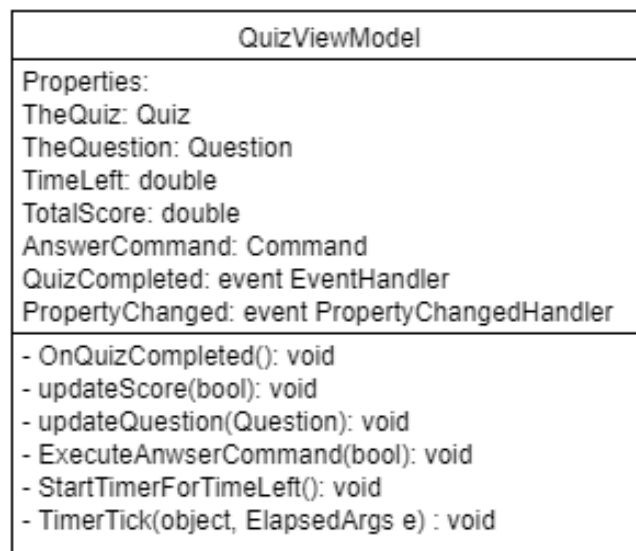 QuizViewModel
Properties:
TheQuiz: Quiz
TheQuestion: Question
TimeLeft: double
TotalScore: double
AnswerCommand: Command
QuizCompleted: event EventHandler
PropertyChanged: event PropertyChangedHandler
- OnQuizCompleted(): void
- updateScore(bool): void
- updateQuestion(Question): void
- ExecuteAnwserCommand(bool): void
- StartTimerForTimeLeft(): void
- TimerTick(object, ElapsedArgs e) : void